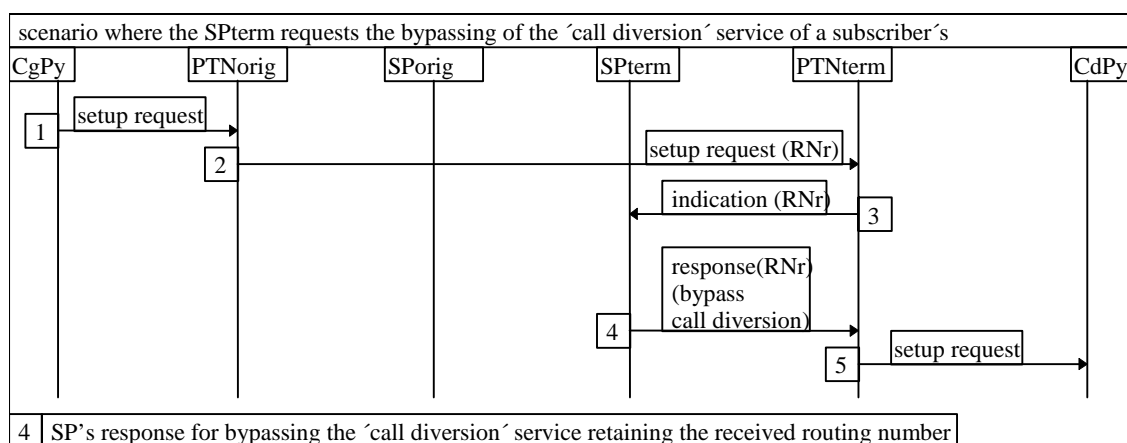 scenario where the SPterm requests the bypassing of the ´call diversion´ service of a subscriber´s
CgPy PTNorig SPorig SPterm PTNterm CdPy
1 setup request
2 setup request (RNr)
indication (RNr) 3
response(RNr)
(bypass
call diversion)
4
5 setup request
4 SP's response for bypassing the ´call diversion´ service retaining the received routing number